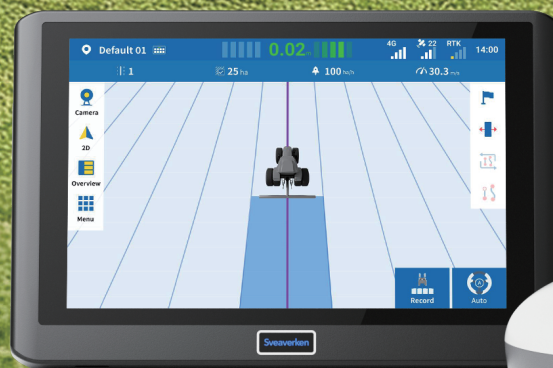 Default 01
0.02m
4G
22
RTK
14:00
1
25 ha
100 ha/h
30.3 m/s
Camera
2D
Overview
Menu
Record
A
Auto
Sveaverken